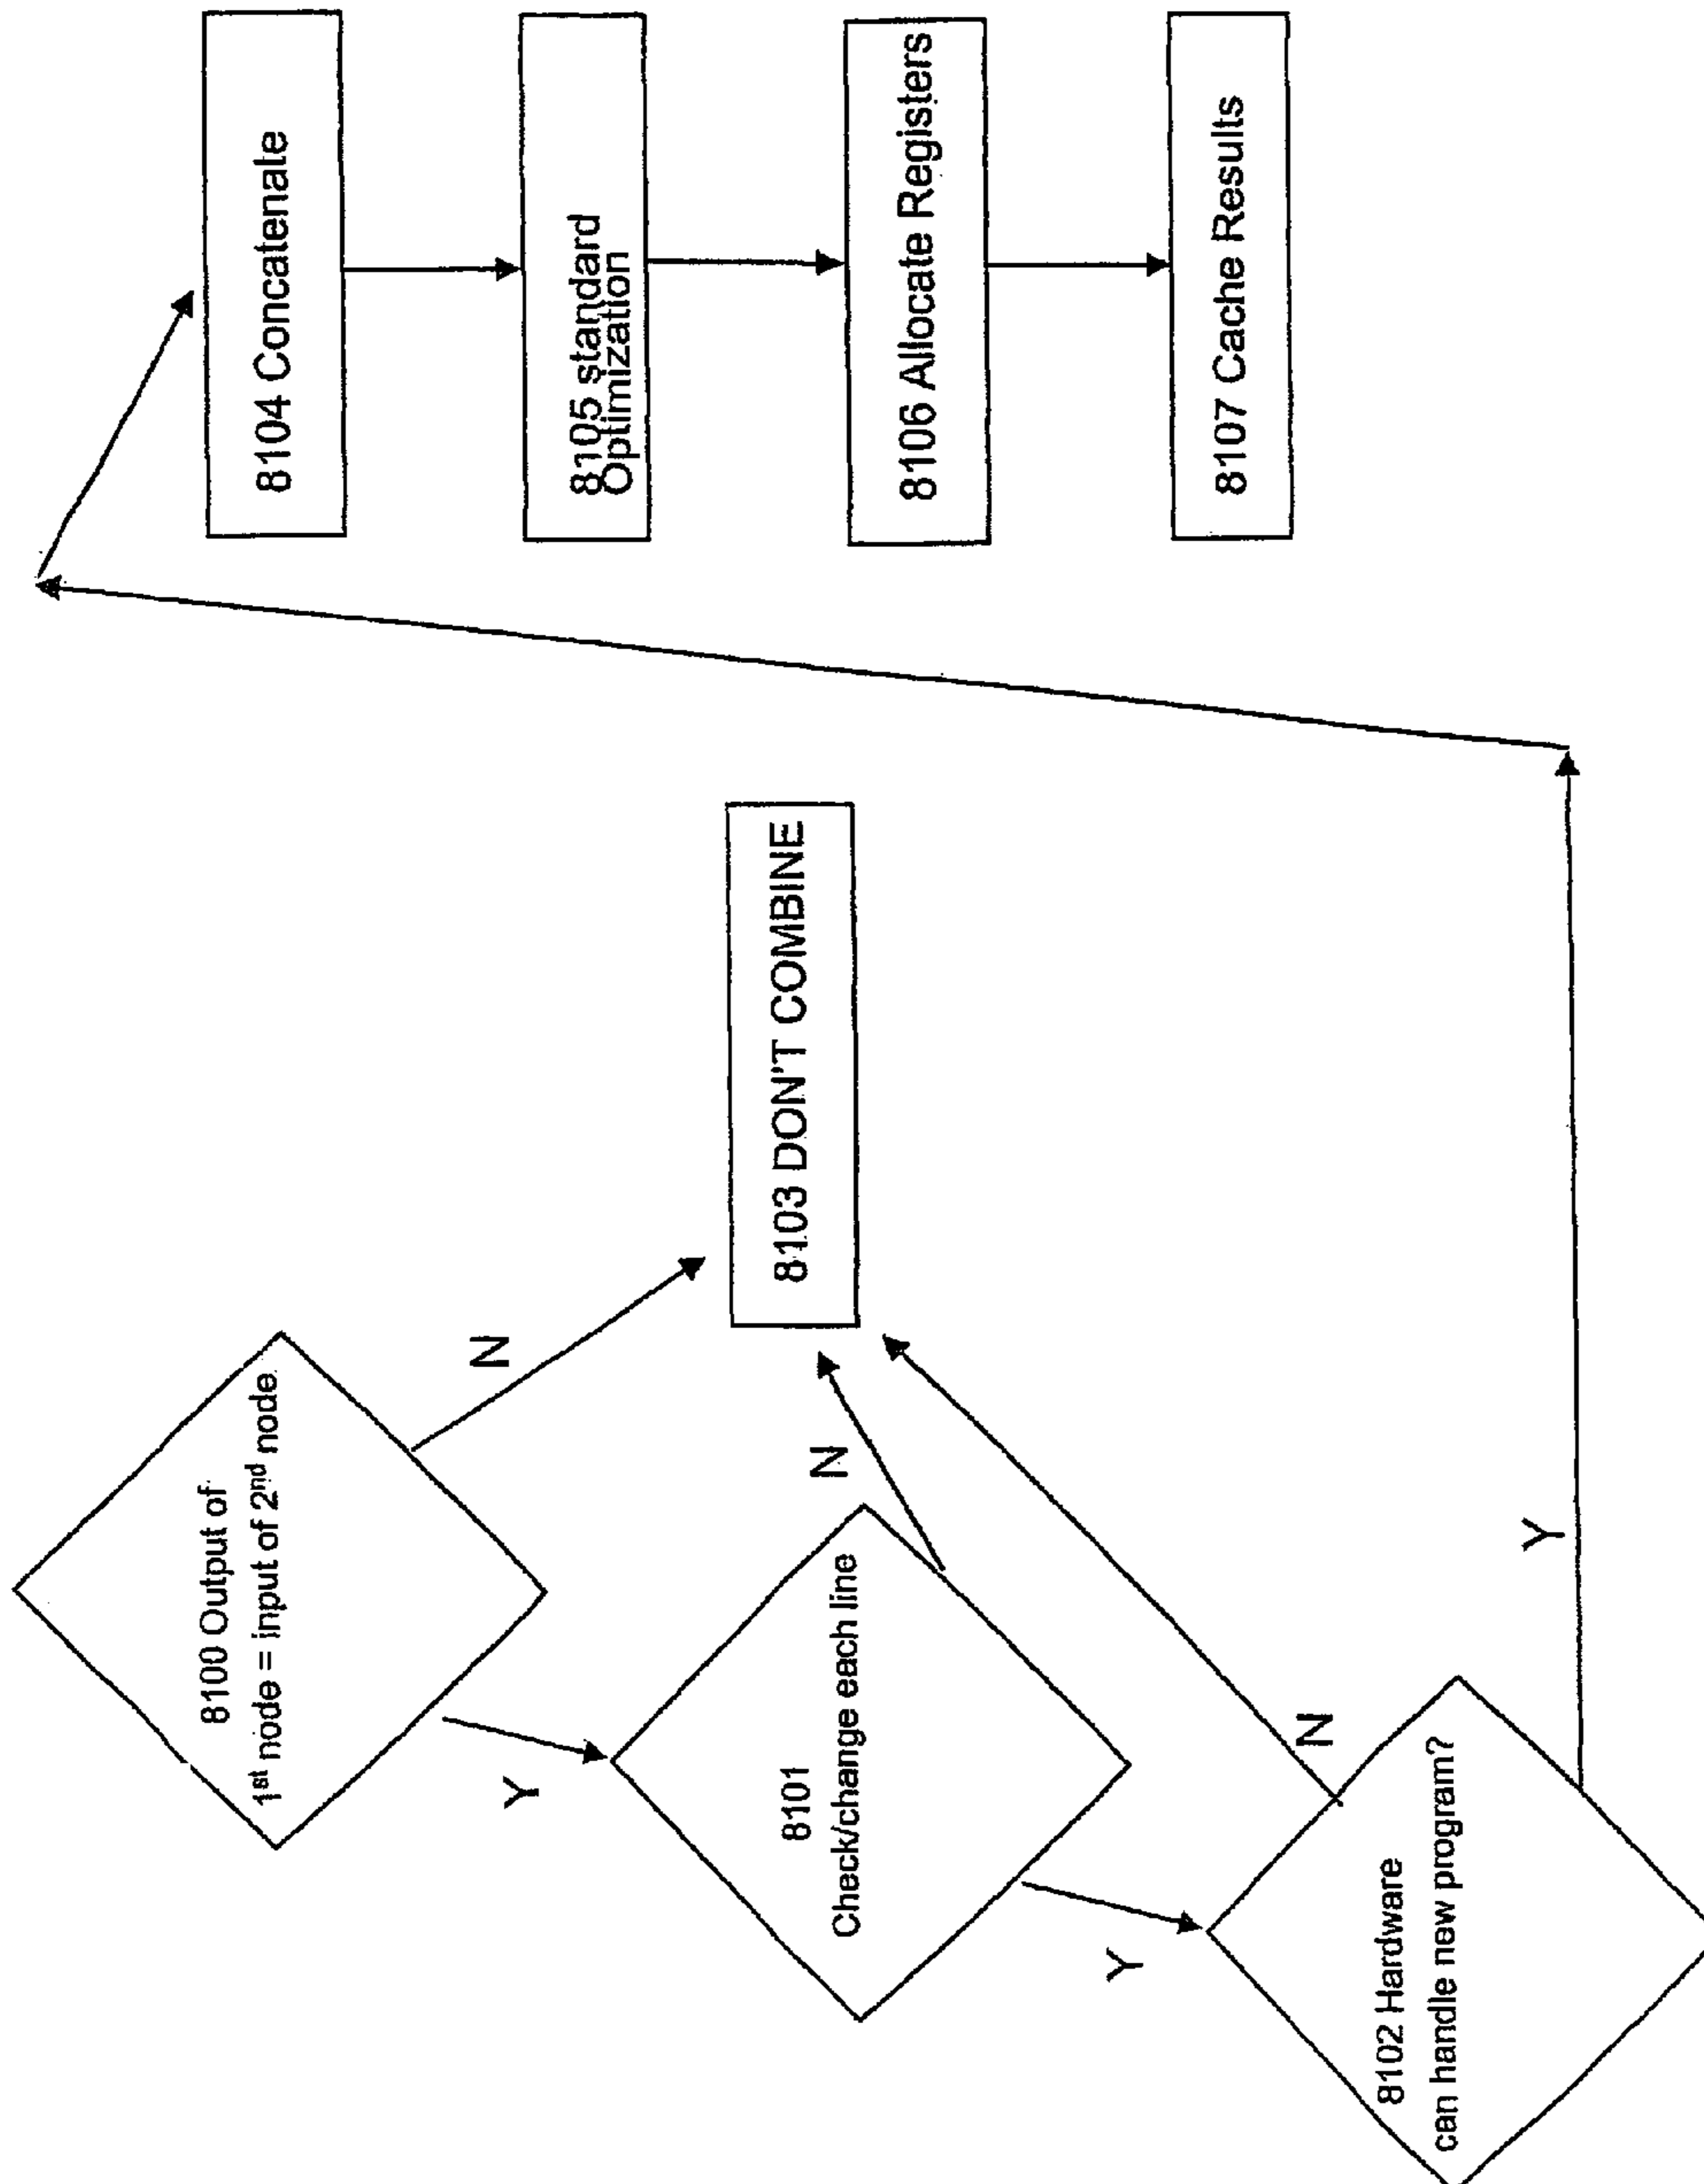 8100 Output of
1st node = input of 2nd node
N
Y
8101
Check/change each line
N
Y
8102 Hardware
can handle new program?
N
Y
8103 DON'T COMBINE
8104 Concatenate
8105 standard
Optimization
8106 Allocate Registers
8107 Cache Results